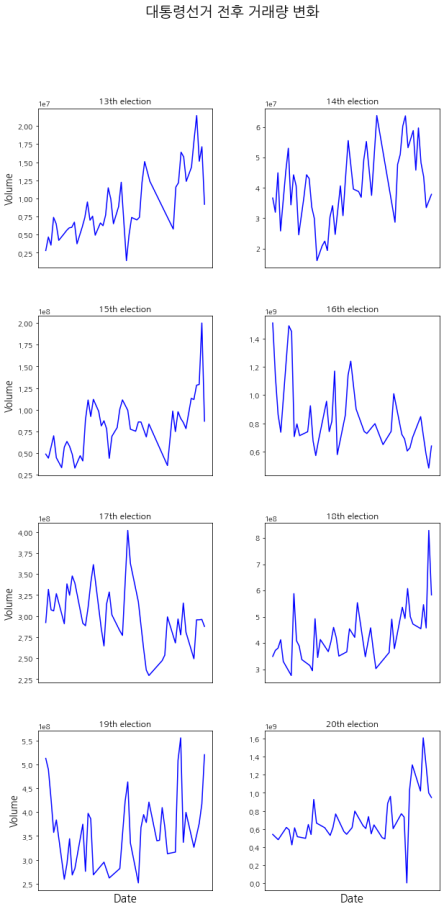 대통령선거 전후 거래량 변화
13th election
1e7
2.00
1.75
1.50
1.25
1.00
0.75
0.50
0.25
Volume
14th election
1e7
6
5
4
3
2
15th election
1e8
2.00
1.75
1.50
1.25
1.00
0.75
0.50
0.25
Volume
16th election
1e9
1.4
1.2
1.0
0.8
0.6
17th election
1e8
4.00
3.75
3.50
3.25
3.00
2.75
2.50
2.25
Volume
18th election
1e8
8
7
6
5
4
3
19th election
1e8
5.5
5.0
4.5
4.0
3.5
3.0
2.5
Volume
Date
20th election
1e9
1.6
1.4
1.2
1.0
0.8
0.6
0.4
0.2
0.0
Date